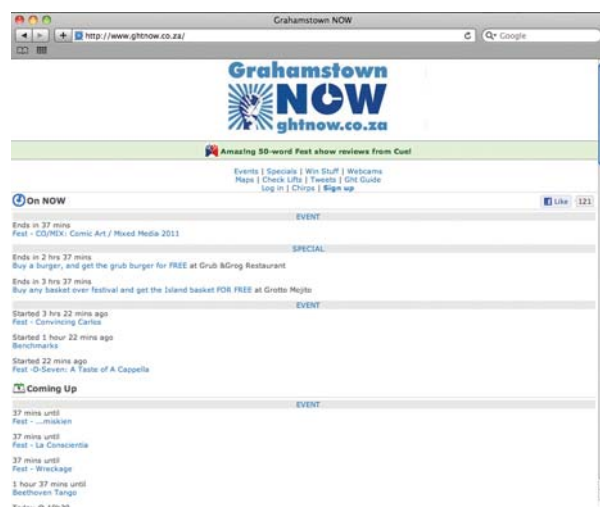 Grahamstown NOW
http://www.ghtnow.co.za/
Google
Grahamstown
NOW
ghtnow.co.za
Amazing 50-word Fest show reviews from Cue!
Events | Specials | Win Stuff | Webcams
Maps | Check Lifts | Tweets | Ght Guide
Log in | Chirps | Sign up
On NOW
Like 121
EVENT
Ends in 37 mins
Fest - CO/MIX: Comic Art / Mixed Media 2011
SPECIAL
Ends in 2 hrs 37 mins
Buy a burger, and get the grub burger for FREE at Grub &Grog Restaurant
Ends in 3 hrs 37 mins
Buy any basket over festival and get the Island basket FOR FREE at Grotto Mojito
EVENT
Started 3 hrs 22 mins ago
Fest - Convincing Carlos
Started 1 hour 22 mins ago
Benchmarks
Started 22 mins ago
Fest -D-Seven: A Taste of A Cappella
Coming Up
EVENT
37 mins until
Fest - ...miskien
37 mins until
Fest - La Conscientia
37 mins until
Fest - Wreckage
1 hour 37 mins until
Beethoven Tango